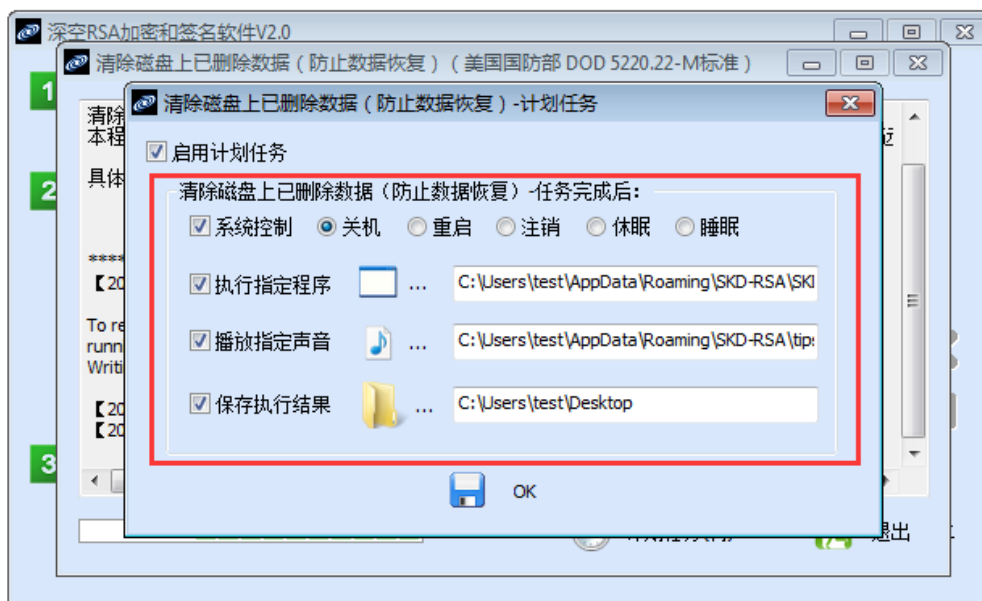 深空RSA加密和签名软件V2.0
清除磁盘上已删除数据（防止数据恢复）（美国国防部 DOD 5220.22-M标准）
1
清除
本程
清除磁盘上已删除数据（防止数据恢复）-计划任务
启用计划任务
2
具体
清除磁盘上已删除数据（防止数据恢复）-任务完成后：
系统控制 关机 重启 注销 休眠 睡眠
****
【20
执行指定程序 ... C:\Users\test\AppData\Roaming\SKD-RSA\SKI
To re
runn
Writi
播放指定声音 ... C:\Users\test\AppData\Roaming\SKD-RSA\tip
【20
【20
保存执行结果 ... C:\Users\test\Desktop
3
OK
退出